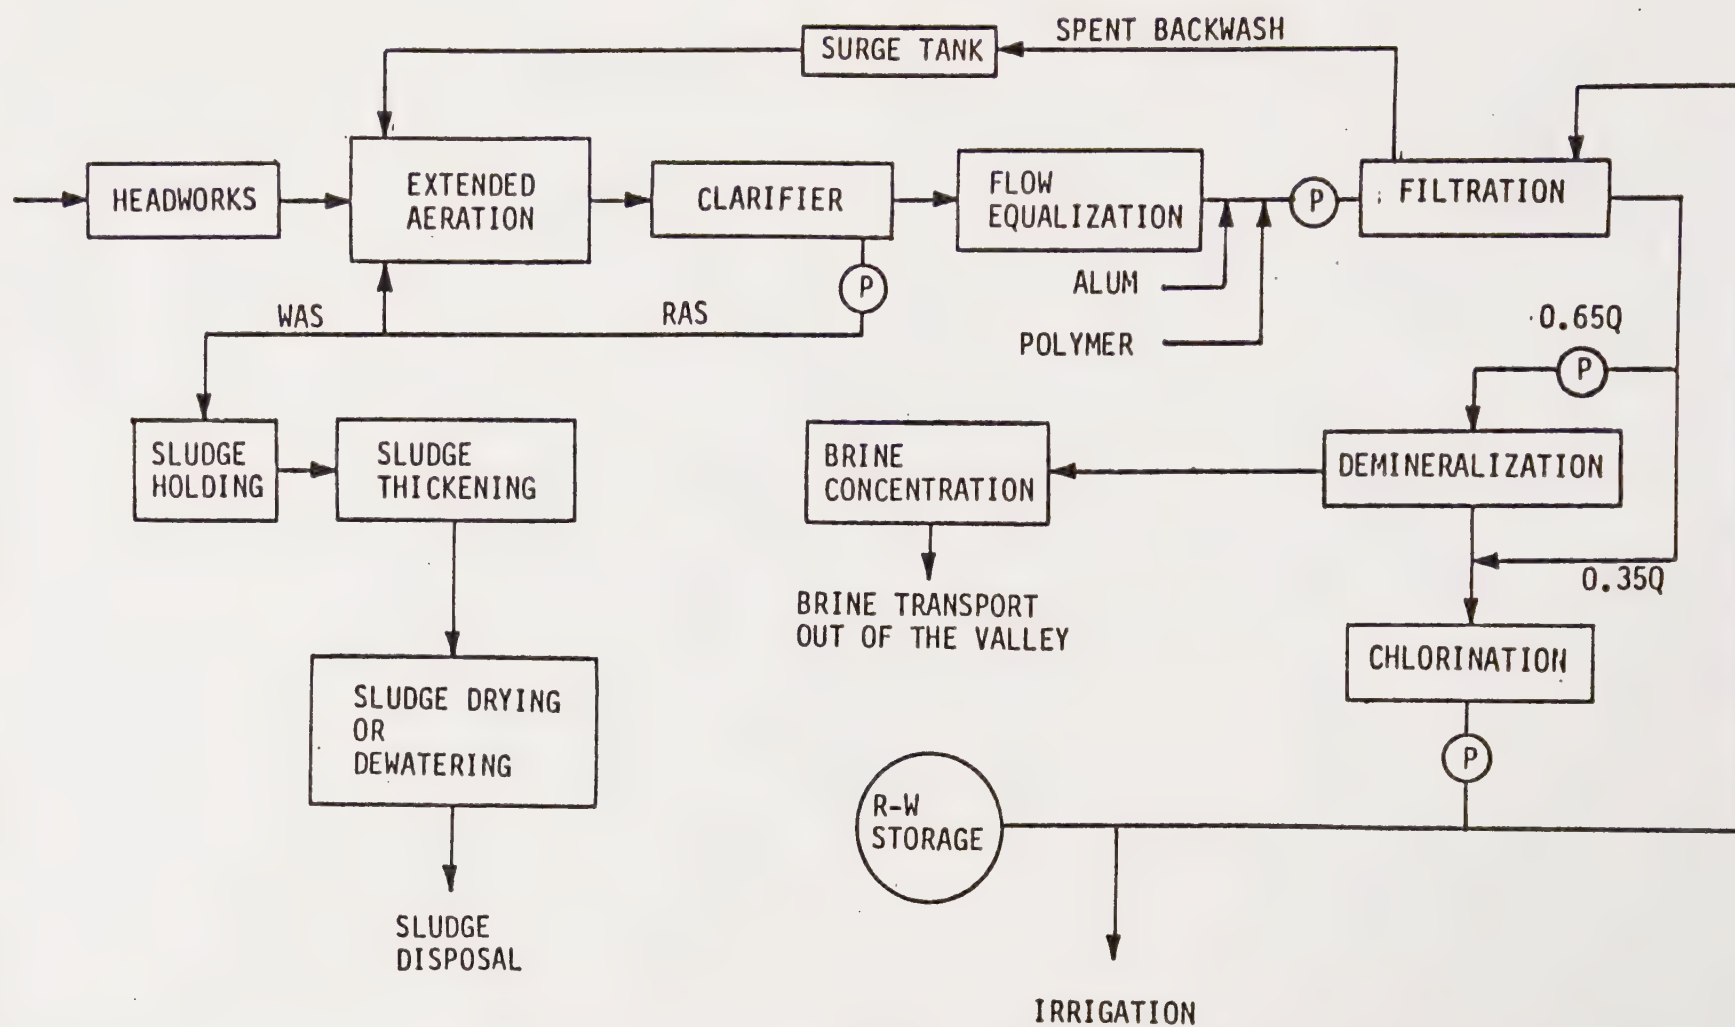 SPENT BACKWASH
SURGE TANK
HEADWORKS
EXTENDED
AERATION
CLARIFIER
FLOW
EQUALIZATION
P
FILTRATION
ALUM
POLYMER
P
WAS
RAS
0.65Q
P
SLUDGE
HOLDING
SLUDGE
THICKENING
BRINE
CONCENTRATION
DEMINERALIZATION
0.35Q
BRINE TRANSPORT
OUT OF THE VALLEY
CHLORINATION
SLUDGE DRYING
OR
DEWATERING
P
R-W
STORAGE
SLUDGE
DISPOSAL
IRRIGATION